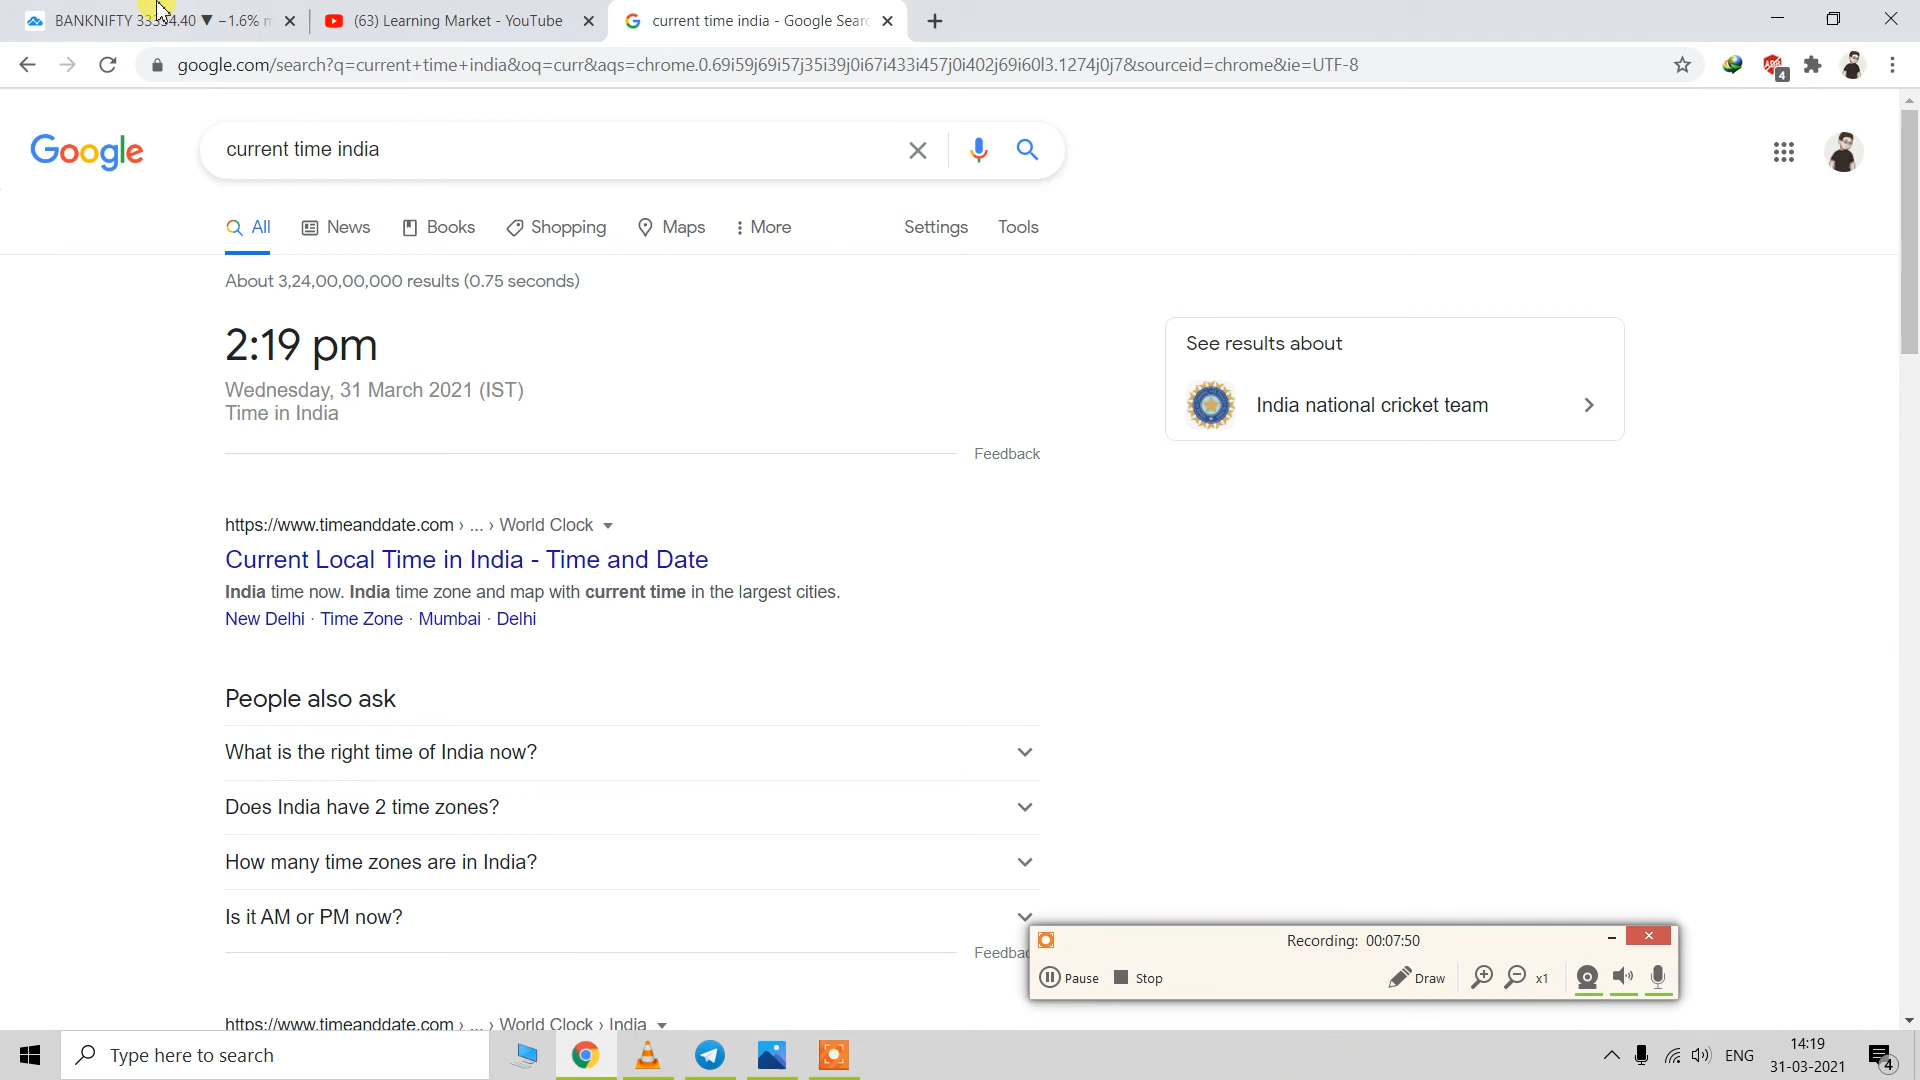 BANKNIFTY 33354.40 ▼ −1.6%
(63) Learning Market - YouTube
current time india - Google Sear
google.com/search?q=current+time+india&oq=curr&aqs=chrome.0.69i59j69i57j35i39j0i67i433i457j0i402j69i60l3.1274j0j7&sourceid=chrome&ie=UTF-8
4
Google
current time india
All
News
Books
Shopping
Maps
More
Settings
Tools
About 3,24,00,00,000 results (0.75 seconds)
2:19 pm
Wednesday, 31 March 2021 (IST)
Time in India
Feedback
See results about
India national cricket team
https://www.timeanddate.com › ... › World Clock
Current Local Time in India - Time and Date
India time now. India time zone and map with current time in the largest cities.
New Delhi · Time Zone · Mumbai · Delhi
People also ask
What is the right time of India now?
Does India have 2 time zones?
How many time zones are in India?
Is it AM or PM now?
Feedbac
Recording: 00:07:50
Pause
Stop
Draw
x1
https://www.timeanddate.com › ... › World Clock › India
Type here to search
ENG
14:19
31-03-2021
4